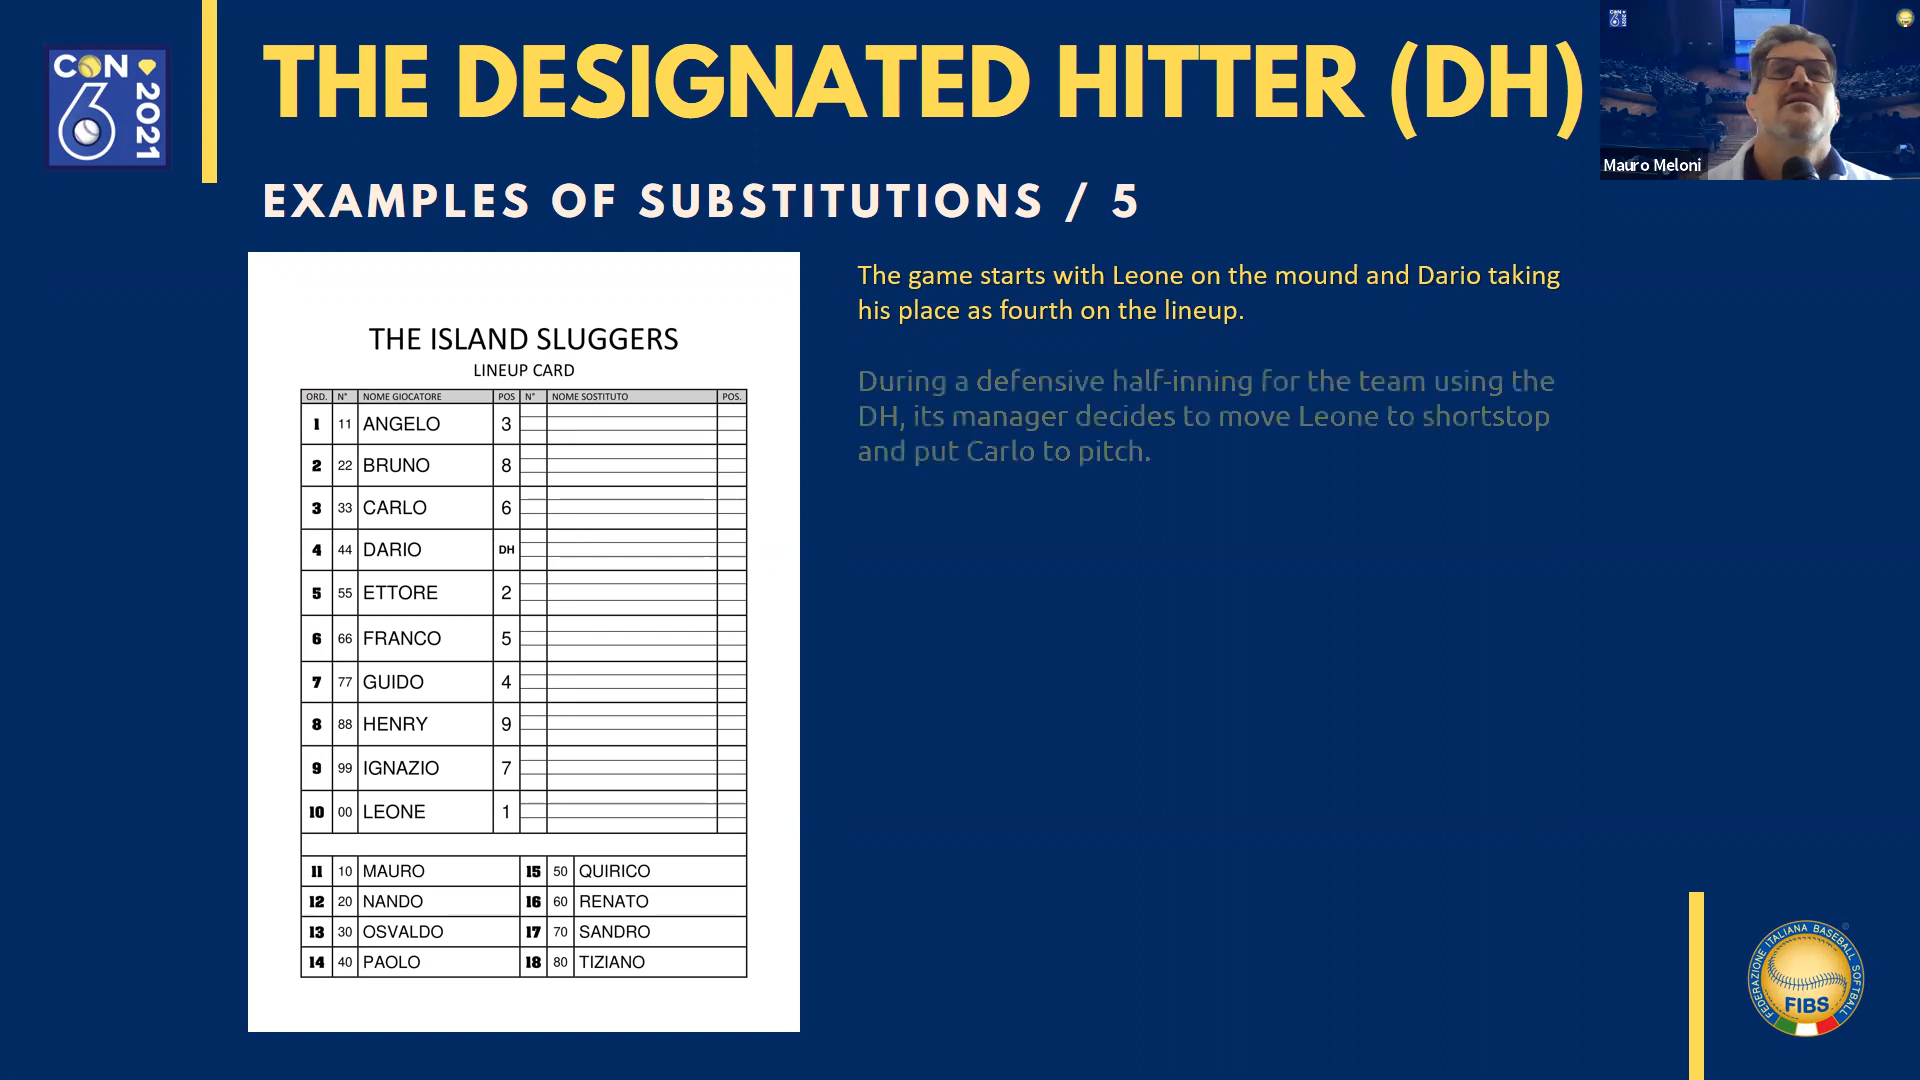 CON
6
2021
THE DESIGNATED HITTER (DH)
Mauro Meloni
EXAMPLES OF SUBSTITUTIONS / 5
THE ISLAND SLUGGERS
LINEUP CARD
ORD. N° NOME GIOCATORE POS N° NOME SOSTITUTO POS.
1 11 ANGELO 3
2 22 BRUNO 8
3 33 CARLO 6
4 44 DARIO DH
5 55 ETTORE 2
6 66 FRANCO 5
7 77 GUIDO 4
8 88 HENRY 9
9 99 IGNAZIO 7
10 00 LEONE 1
11 10 MAURO 15 50 QUIRICO
12 20 NANDO 16 60 RENATO
13 30 OSVALDO 17 70 SANDRO
14 40 PAOLO 18 80 TIZIANO
The game starts with Leone on the mound and Dario taking
his place as fourth on the lineup.
During a defensive half-inning for the team using the
DH, its manager decides to move Leone to shortstop
and put Carlo to pitch.
FEDERAZIONE ITALIANA BASEBALL SOFTBALL
FIBS